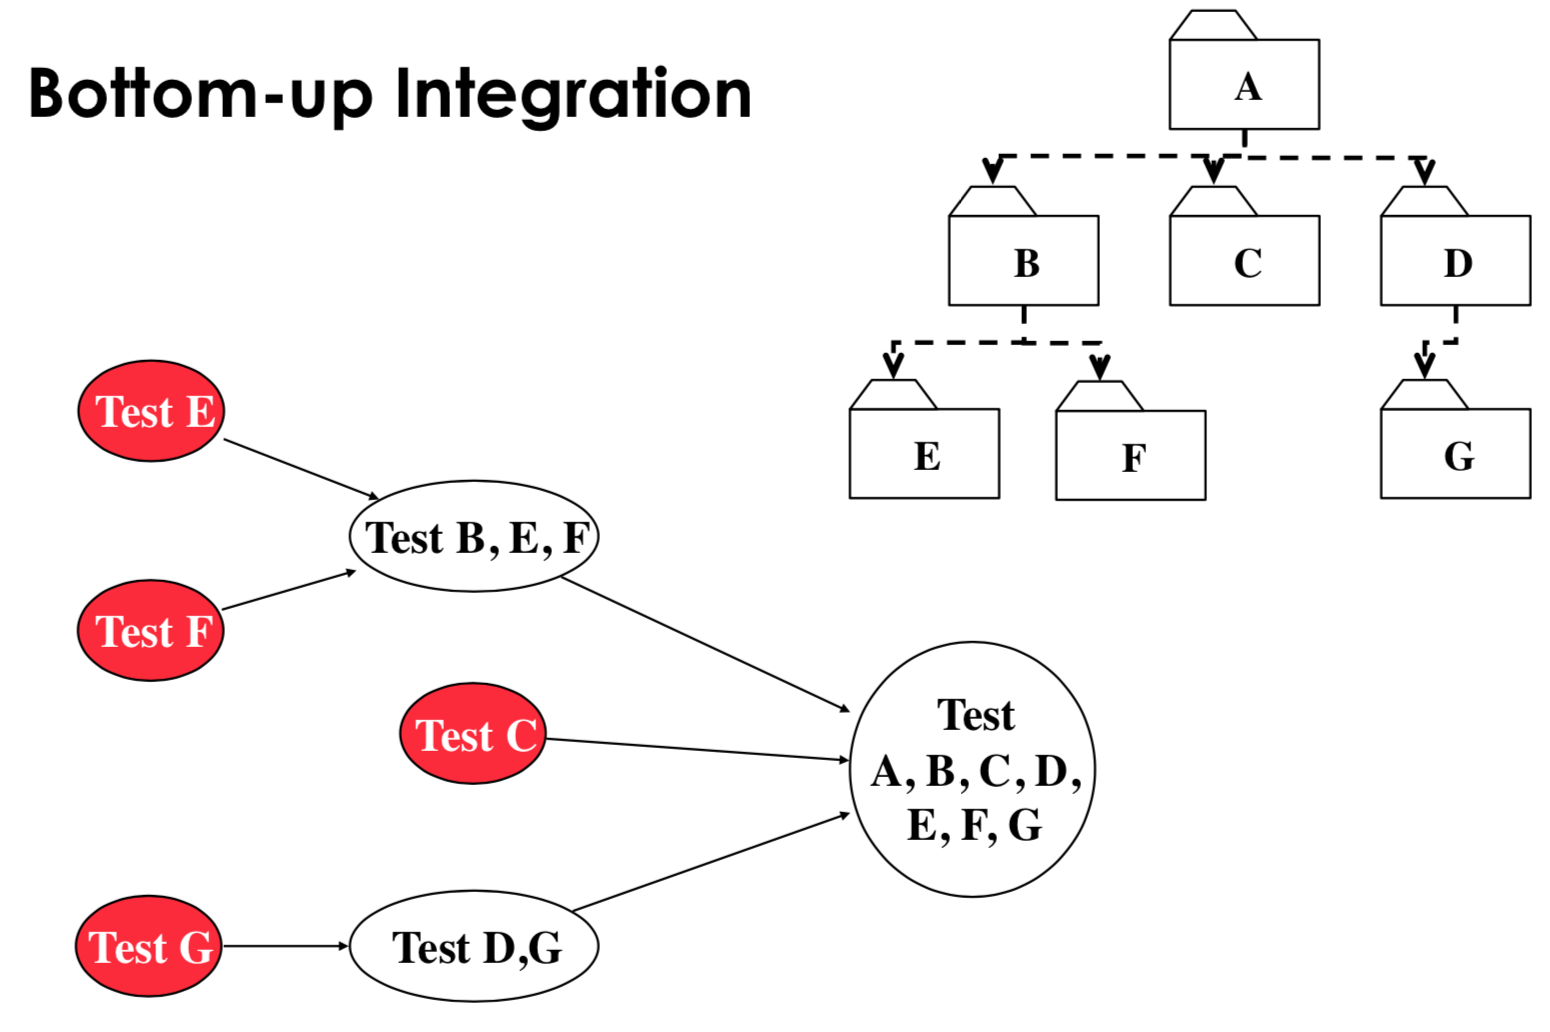 Bottom-up Integration
A
B
C
D
E
F
G
Test E
Test B, E, F
Test F
Test C
Test
A, B, C, D,
E, F, G
Test G
Test D,G